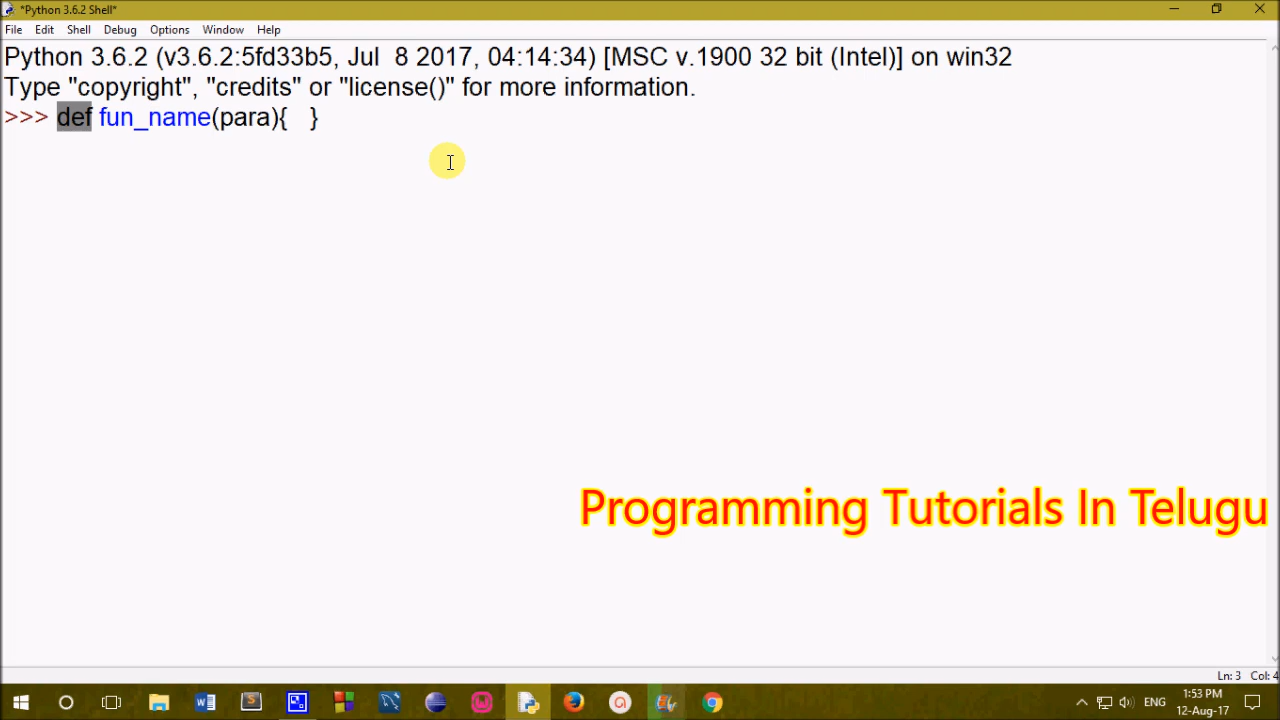 *Python 3.6.2 Shell*
File Edit Shell Debug Options Window Help
Python 3.6.2 (v3.6.2:5fd33b5, Jul  8 2017, 04:14:34) [MSC v.1900 32 bit (Intel)] on win32
Type "copyright", "credits" or "license()" for more information.
>>> def fun_name(para){   }
Programming Tutorials In Telugu
Ln: 3 Col: 4
ENG
1:53 PM
12-Aug-17